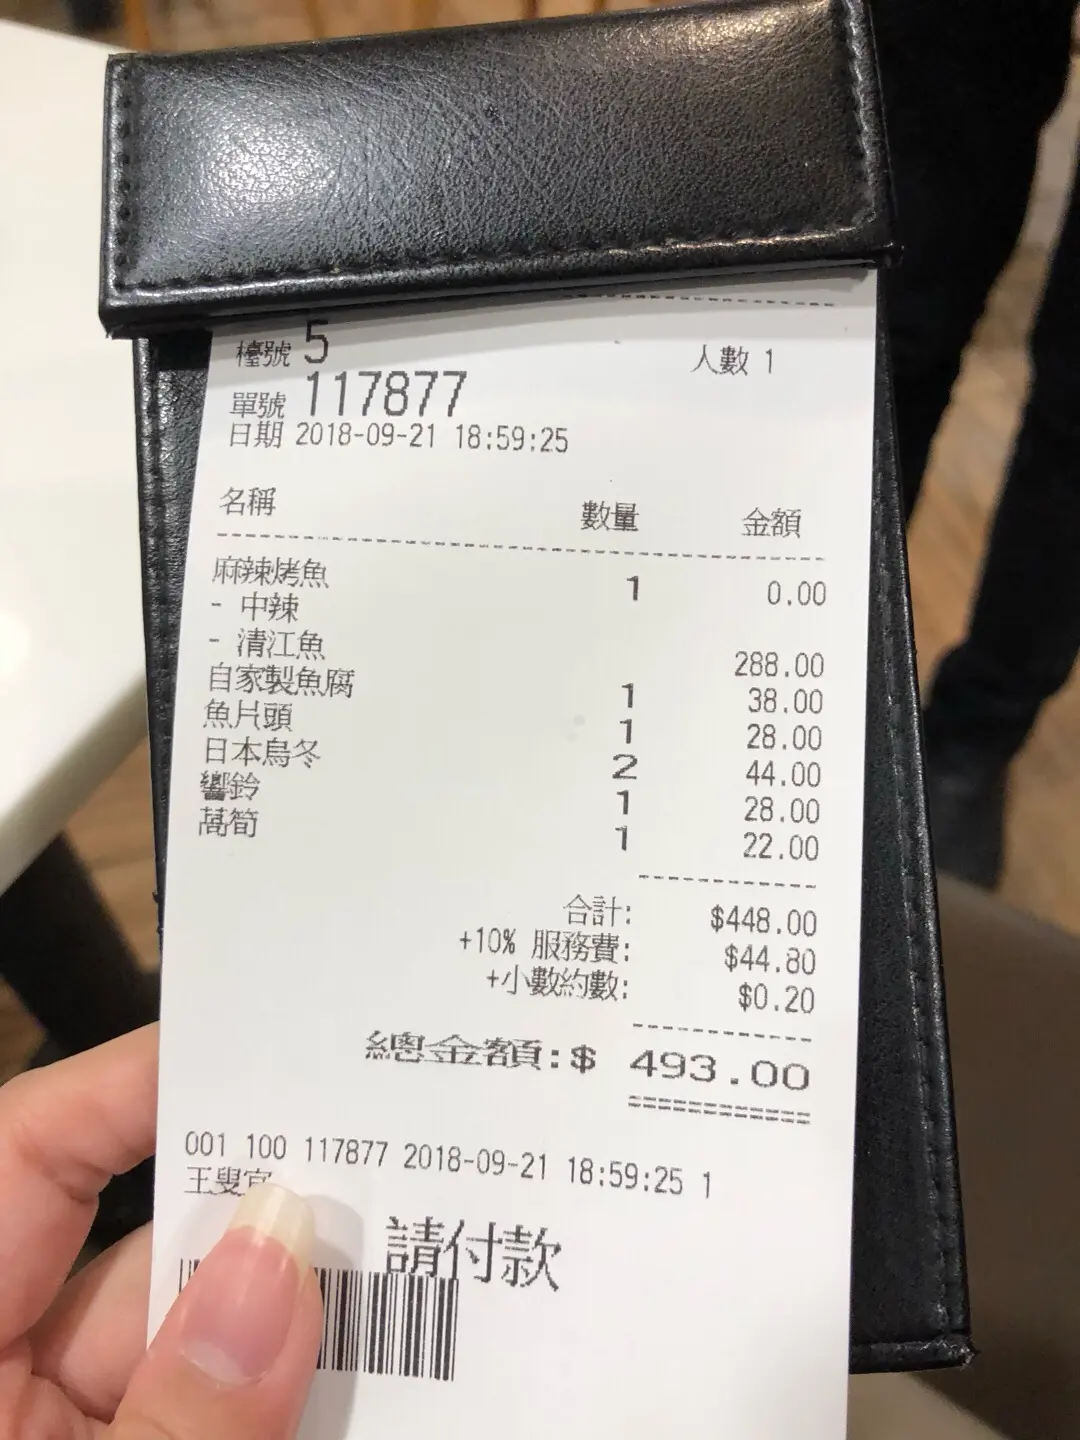 檯號 5 人數 1
單號 117877
日期 2018-09-21 18:59:25
名稱 數量 金額
麻辣烤魚 1 0.00
- 中辣
- 清江魚 288.00
自家製魚腐 1 38.00
魚片頭 1 28.00
日本烏冬 2 44.00
響鈴 1 28.00
萵筍 1 22.00
合計: $448.00
+10% 服務費: $44.80
+小數約數: $0.20
總金額:$ 493.00
001 100 117877 2018-09-21 18:59:25 1
王叟宜
請付款